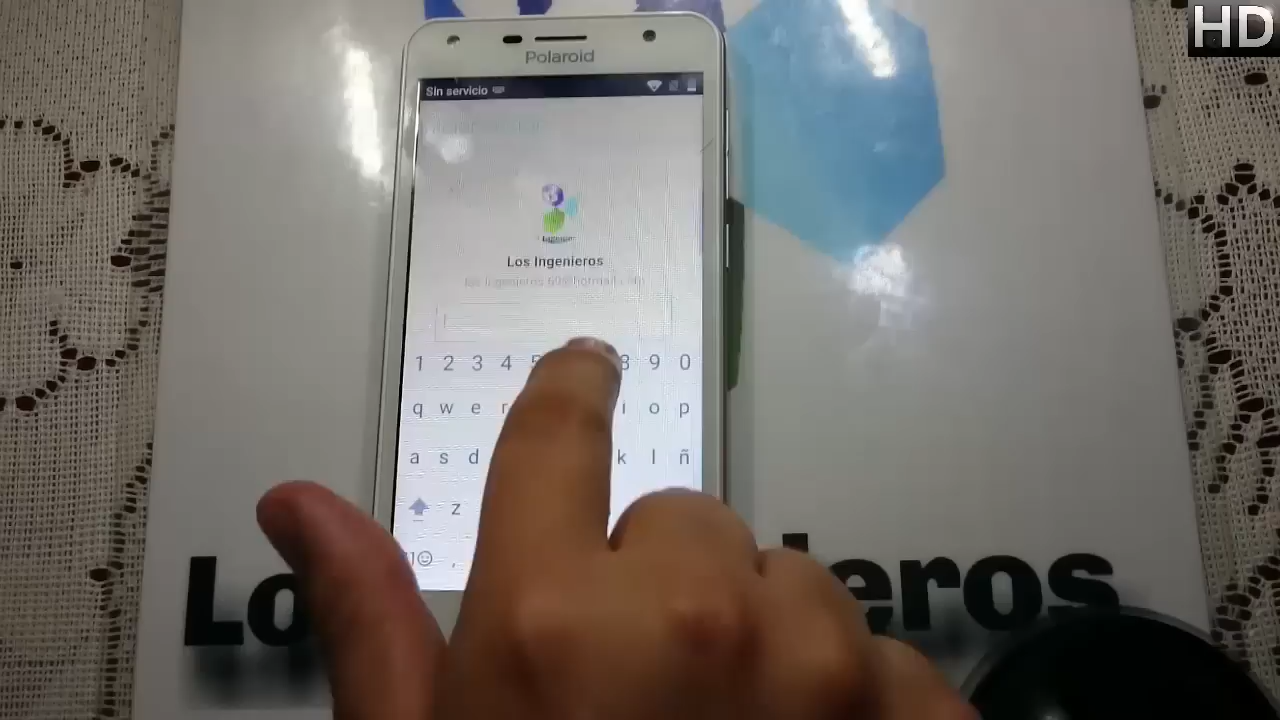 HD
Polaroid
Sin servicio
Los Ingenieros
1 2 3 4 5 8 9 0
q w e r i o p
a s d k l ñ
z
,
Lo eros